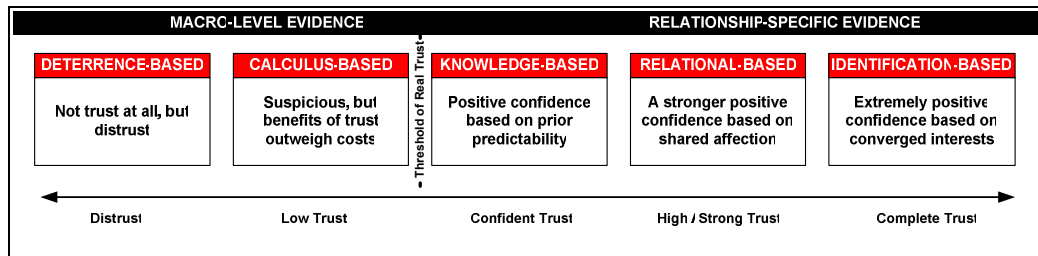 MACRO-LEVEL EVIDENCE
RELATIONSHIP-SPECIFIC EVIDENCE
DETERRENCE-BASED
Not trust at all, but
distrust
CALCULUS-BASED
Suspicious, but
benefits of trust
outweigh costs
Threshold of Real Trust
KNOWLEDGE-BASED
Positive confidence
based on prior
predictability
RELATIONAL-BASED
A stronger positive
confidence based on
shared affection
IDENTIFICATION-BASED
Extremely positive
confidence based on
converged interests
Distrust
Low Trust
Confident Trust
High / Strong Trust
Complete Trust